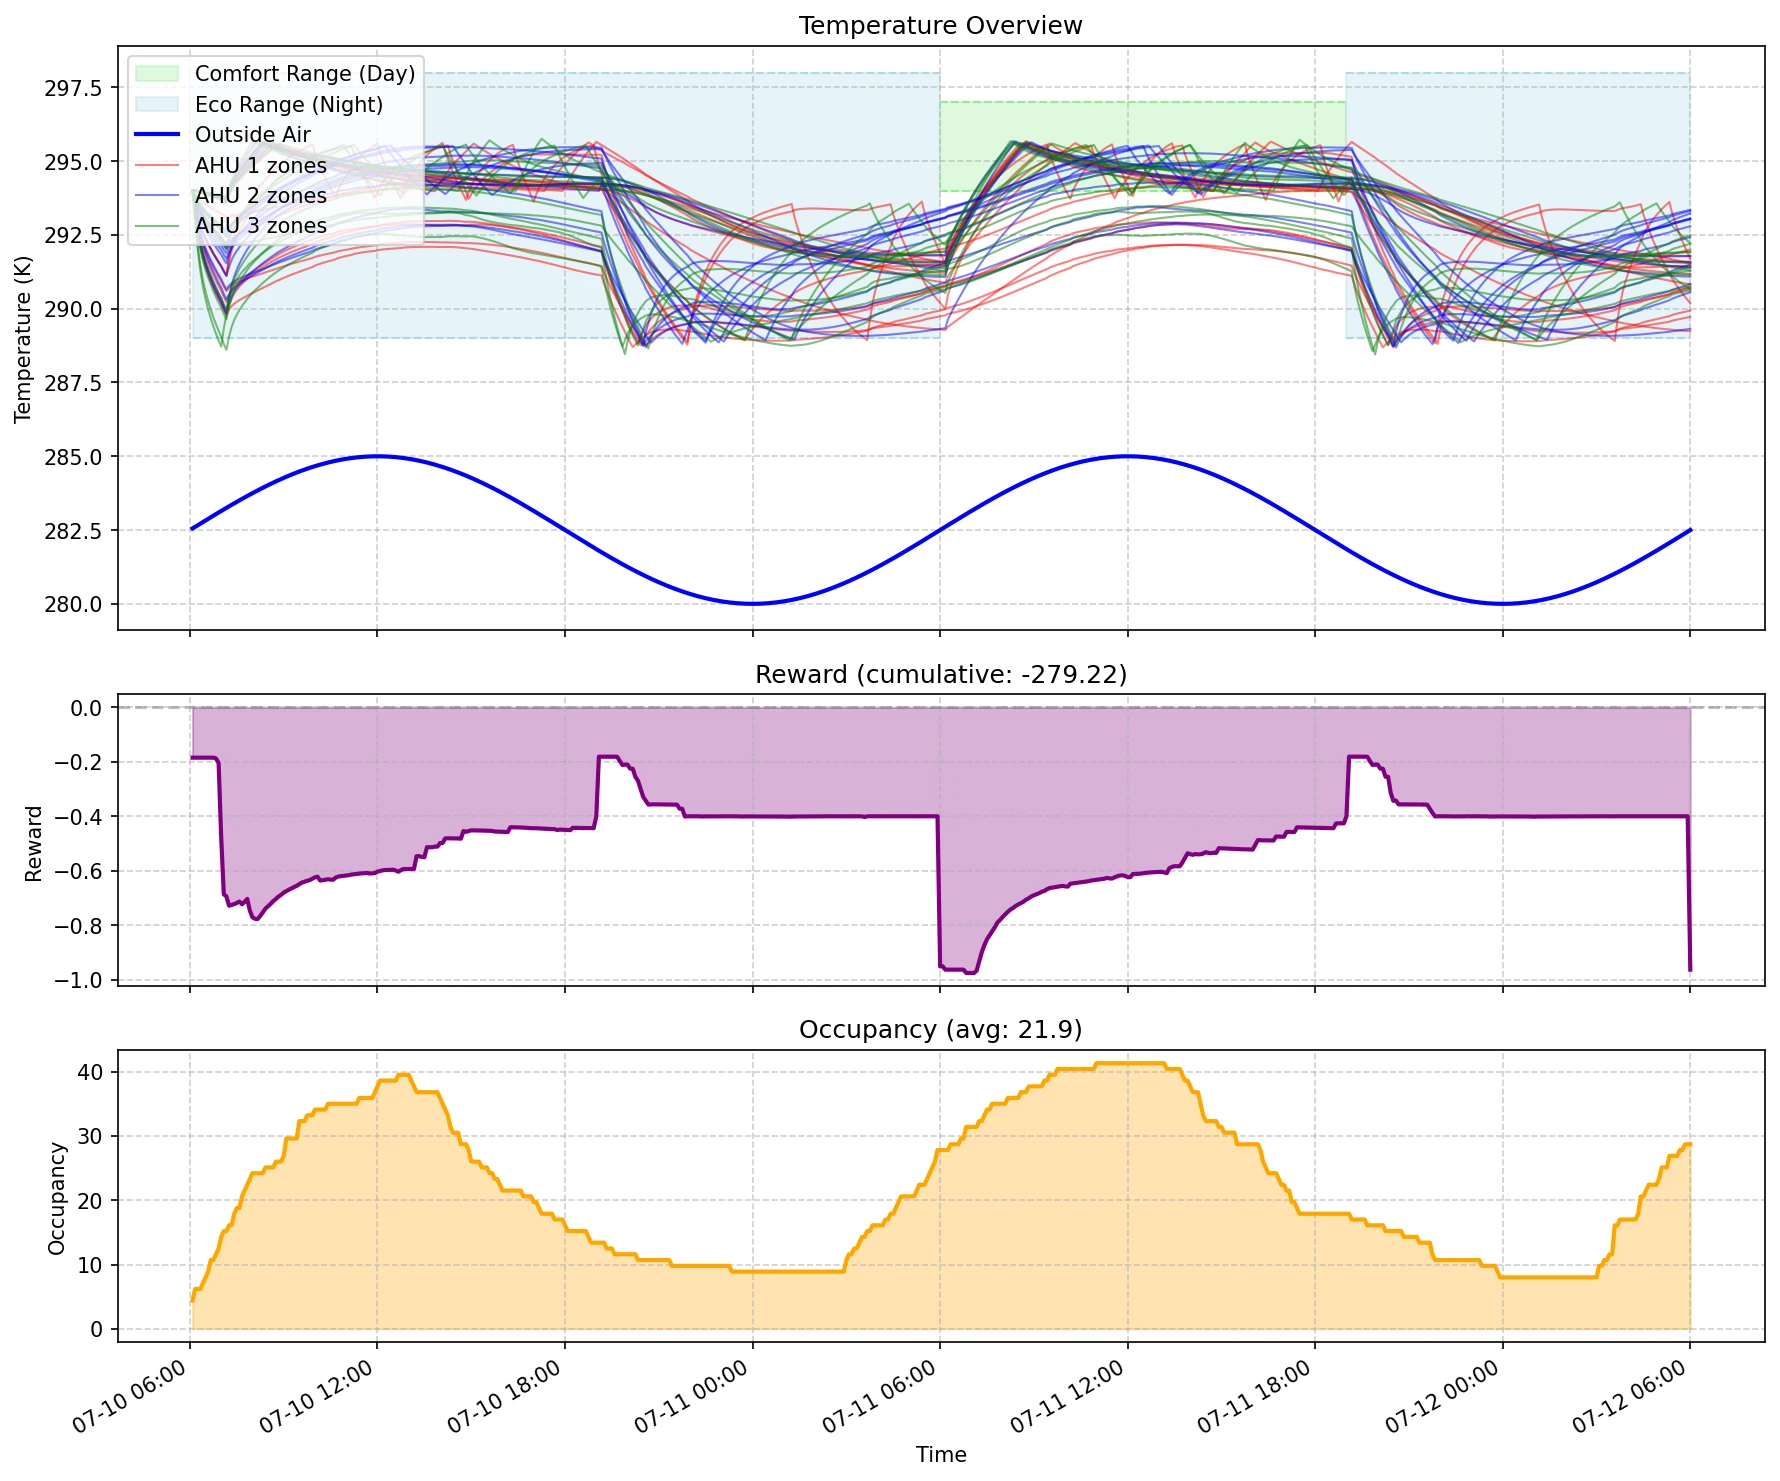 Temperature Overview
Comfort Range (Day)
Eco Range (Night)
Outside Air
AHU 1 zones
AHU 2 zones
AHU 3 zones
297.5
295.0
292.5
290.0
287.5
285.0
282.5
280.0
Temperature (K)
Reward (cumulative: -279.22)
0.0
−0.2
−0.4
−0.6
−0.8
−1.0
Reward
Occupancy (avg: 21.9)
40
30
20
10
0
Occupancy
07-10 06:00
07-10 12:00
07-10 18:00
07-11 00:00
07-11 06:00
07-11 12:00
07-11 18:00
07-12 00:00
07-12 06:00
Time